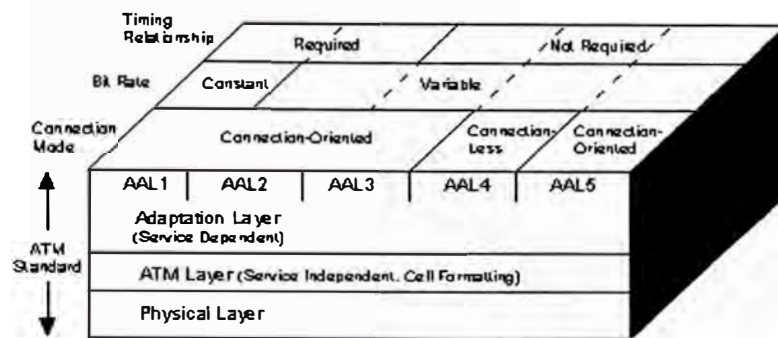 Timing
Relationship
Required
Not Required
Bit Rate
Constant
Variable
Connection
Mode
Connection-Oriented
Connection-
Less
Connection-
Oriented
AAL1
AAL2
AAL3
AAL4
AAL5
Adaptation Layer
(Service Dependent)
ATM
Standard
ATM Layer (Service Independent. Cell Formatting)
Physical Layer